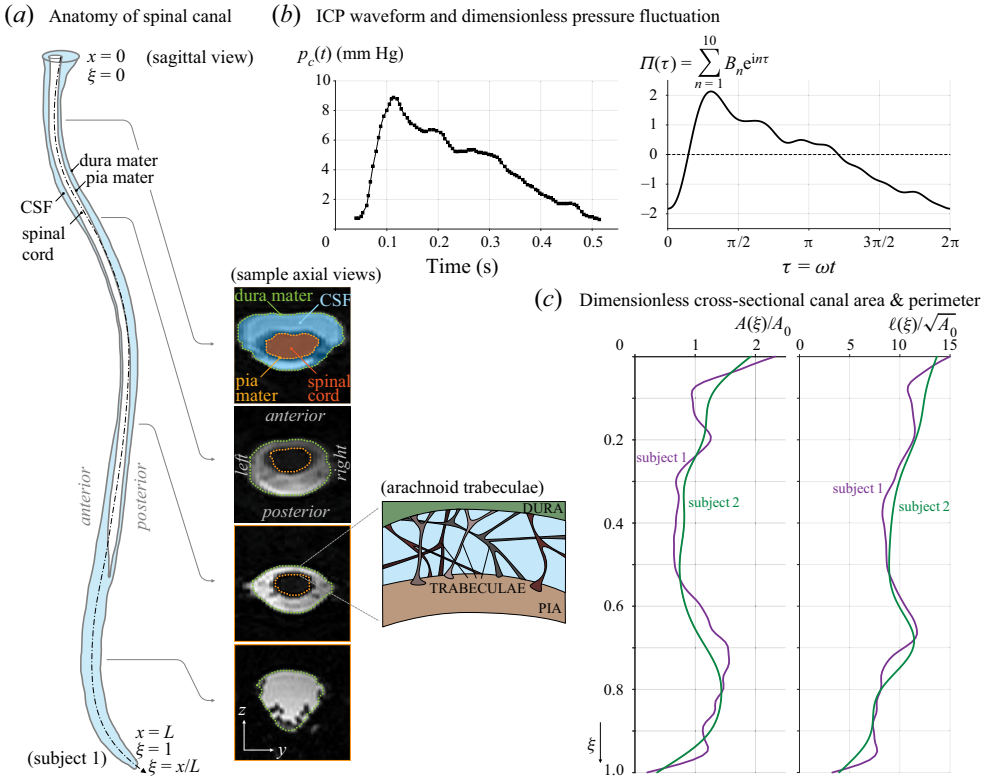 (a) Anatomy of spinal canal
x = 0
ξ = 0
(sagittal view)
dura mater
pia mater
CSF
spinal
cord
anterior
posterior
(subject 1)
x = L
ξ = 1
ξ = x/L
(sample axial views)
dura mater
CSF
pia
mater
spinal
cord
anterior
left
right
posterior
z
y
(arachnoid trabeculae)
DURA
TRABECULAE
PIA
(b) ICP waveform and dimensionless pressure fluctuation
p_c(t) (mm Hg)
10
8
6
4
2
0
0.1
0.2
0.3
0.4
0.5
Time (s)
Π(τ) = ∑_{n = 1}^{10} B_n e^{inτ}
2
1
0
−1
−2
0
π/2
π
3π/2
2π
τ = ωt
(c) Dimensionless cross-sectional canal area & perimeter
A(ξ)/A_0
0
1
2
0
0.2
0.4
0.6
0.8
1.0
ξ
subject 1
subject 2
ℓ(ξ)/√A_0
0
5
10
15
subject 1
subject 2